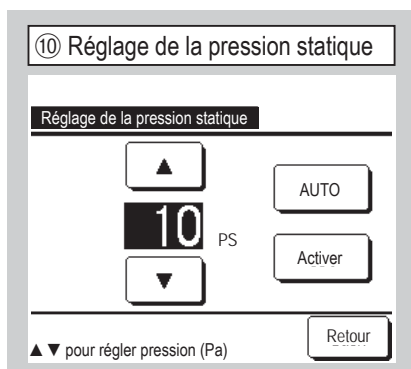 ⑩ Réglage de la pression statique
Réglage de la pression statique
▲
AUTO
10 PS
Activer
▼
Retour
▲ ▼ pour régler pression (Pa)